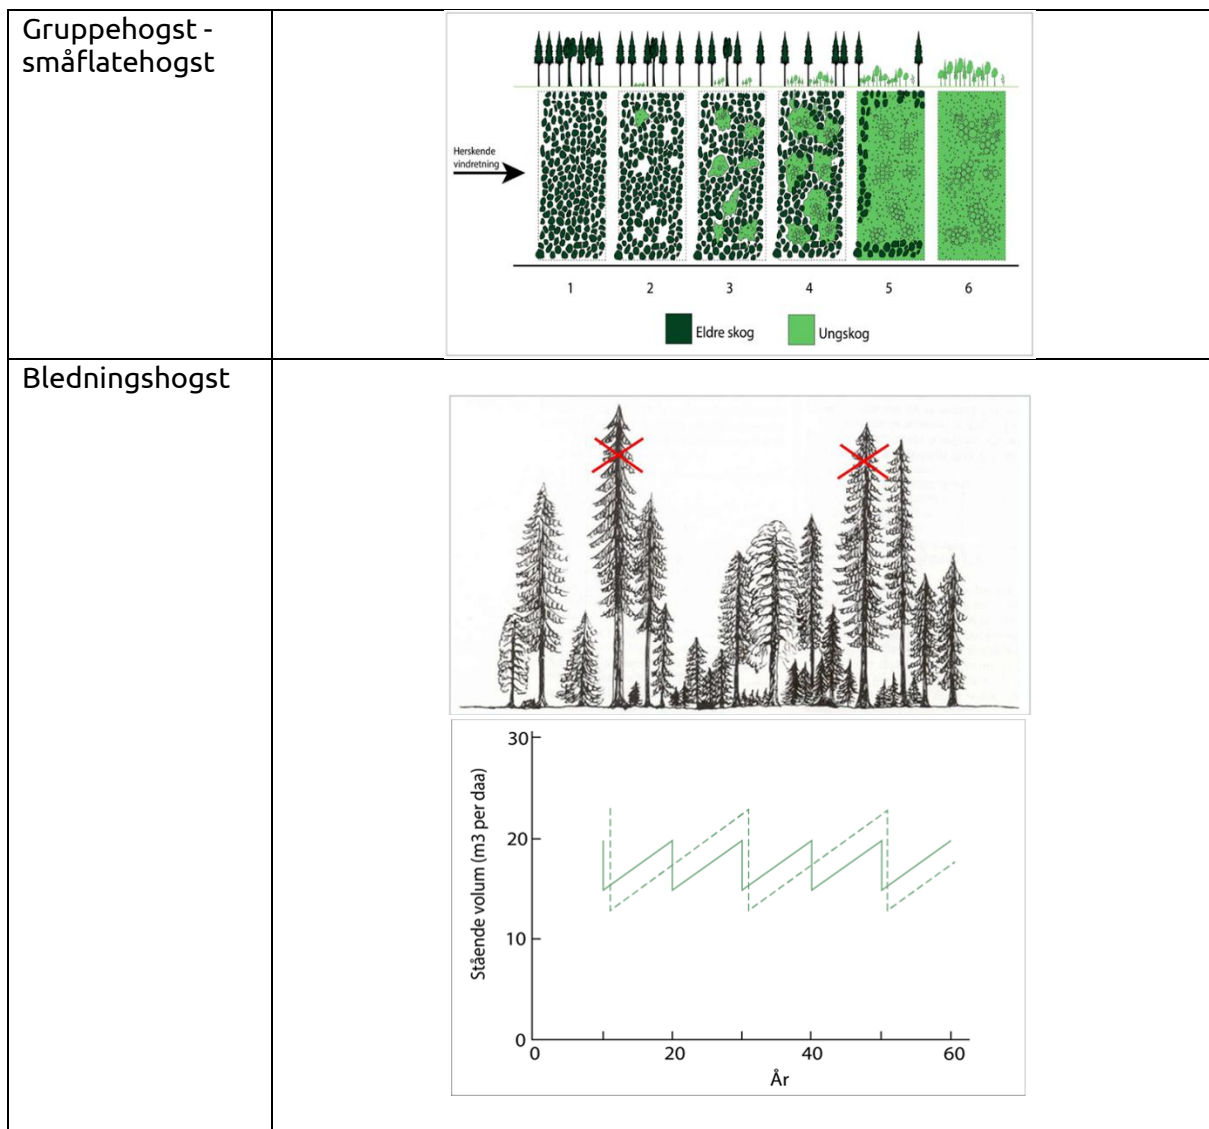 Gruppehogst -
småflatehogst
Herskende
vindretning
1 2 3 4 5 6
Eldre skog Ungskog
Bledningshogst
Stående volum (m3 per daa)
30
20
10
0
0 20 40 60
År